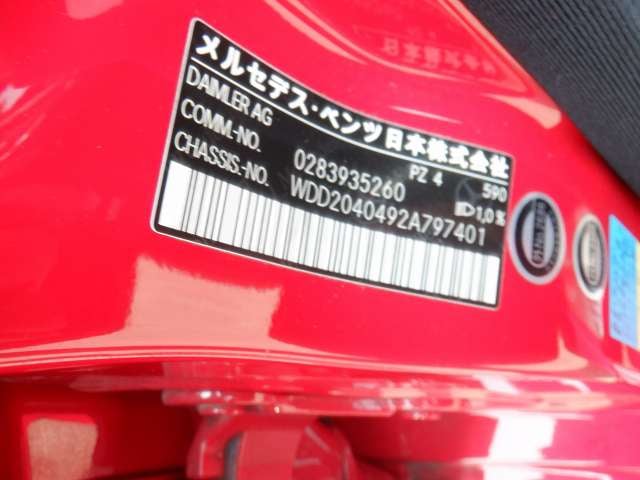 メルセデス・ベンツ日本株式会社
DAIMLER AG
COMM.-NO. 0283935260 PZ 4 590
CHASSIS.-NO. WDD2040492A797401 1,0%